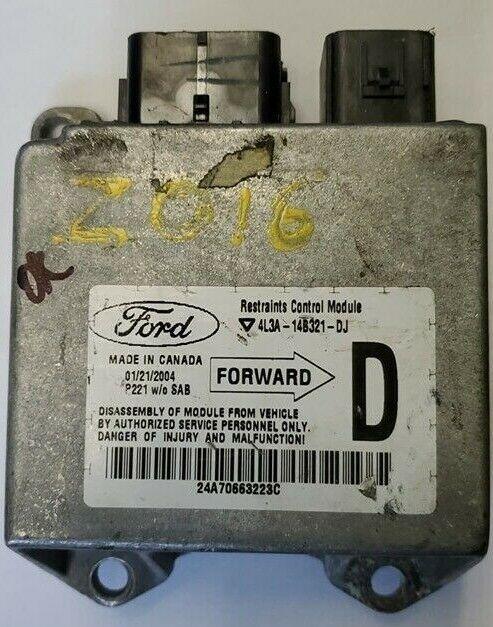 2016
Ford
Restraints Control Module
4L3A-14B321-DJ
MADE IN CANADA
01/21/2004
P221 w/o SAB
FORWARD
D
DISASSEMBLY OF MODULE FROM VEHICLE
BY AUTHORIZED SERVICE PERSONNEL ONLY.
DANGER OF INJURY AND MALFUNCTION!
24A70663223C